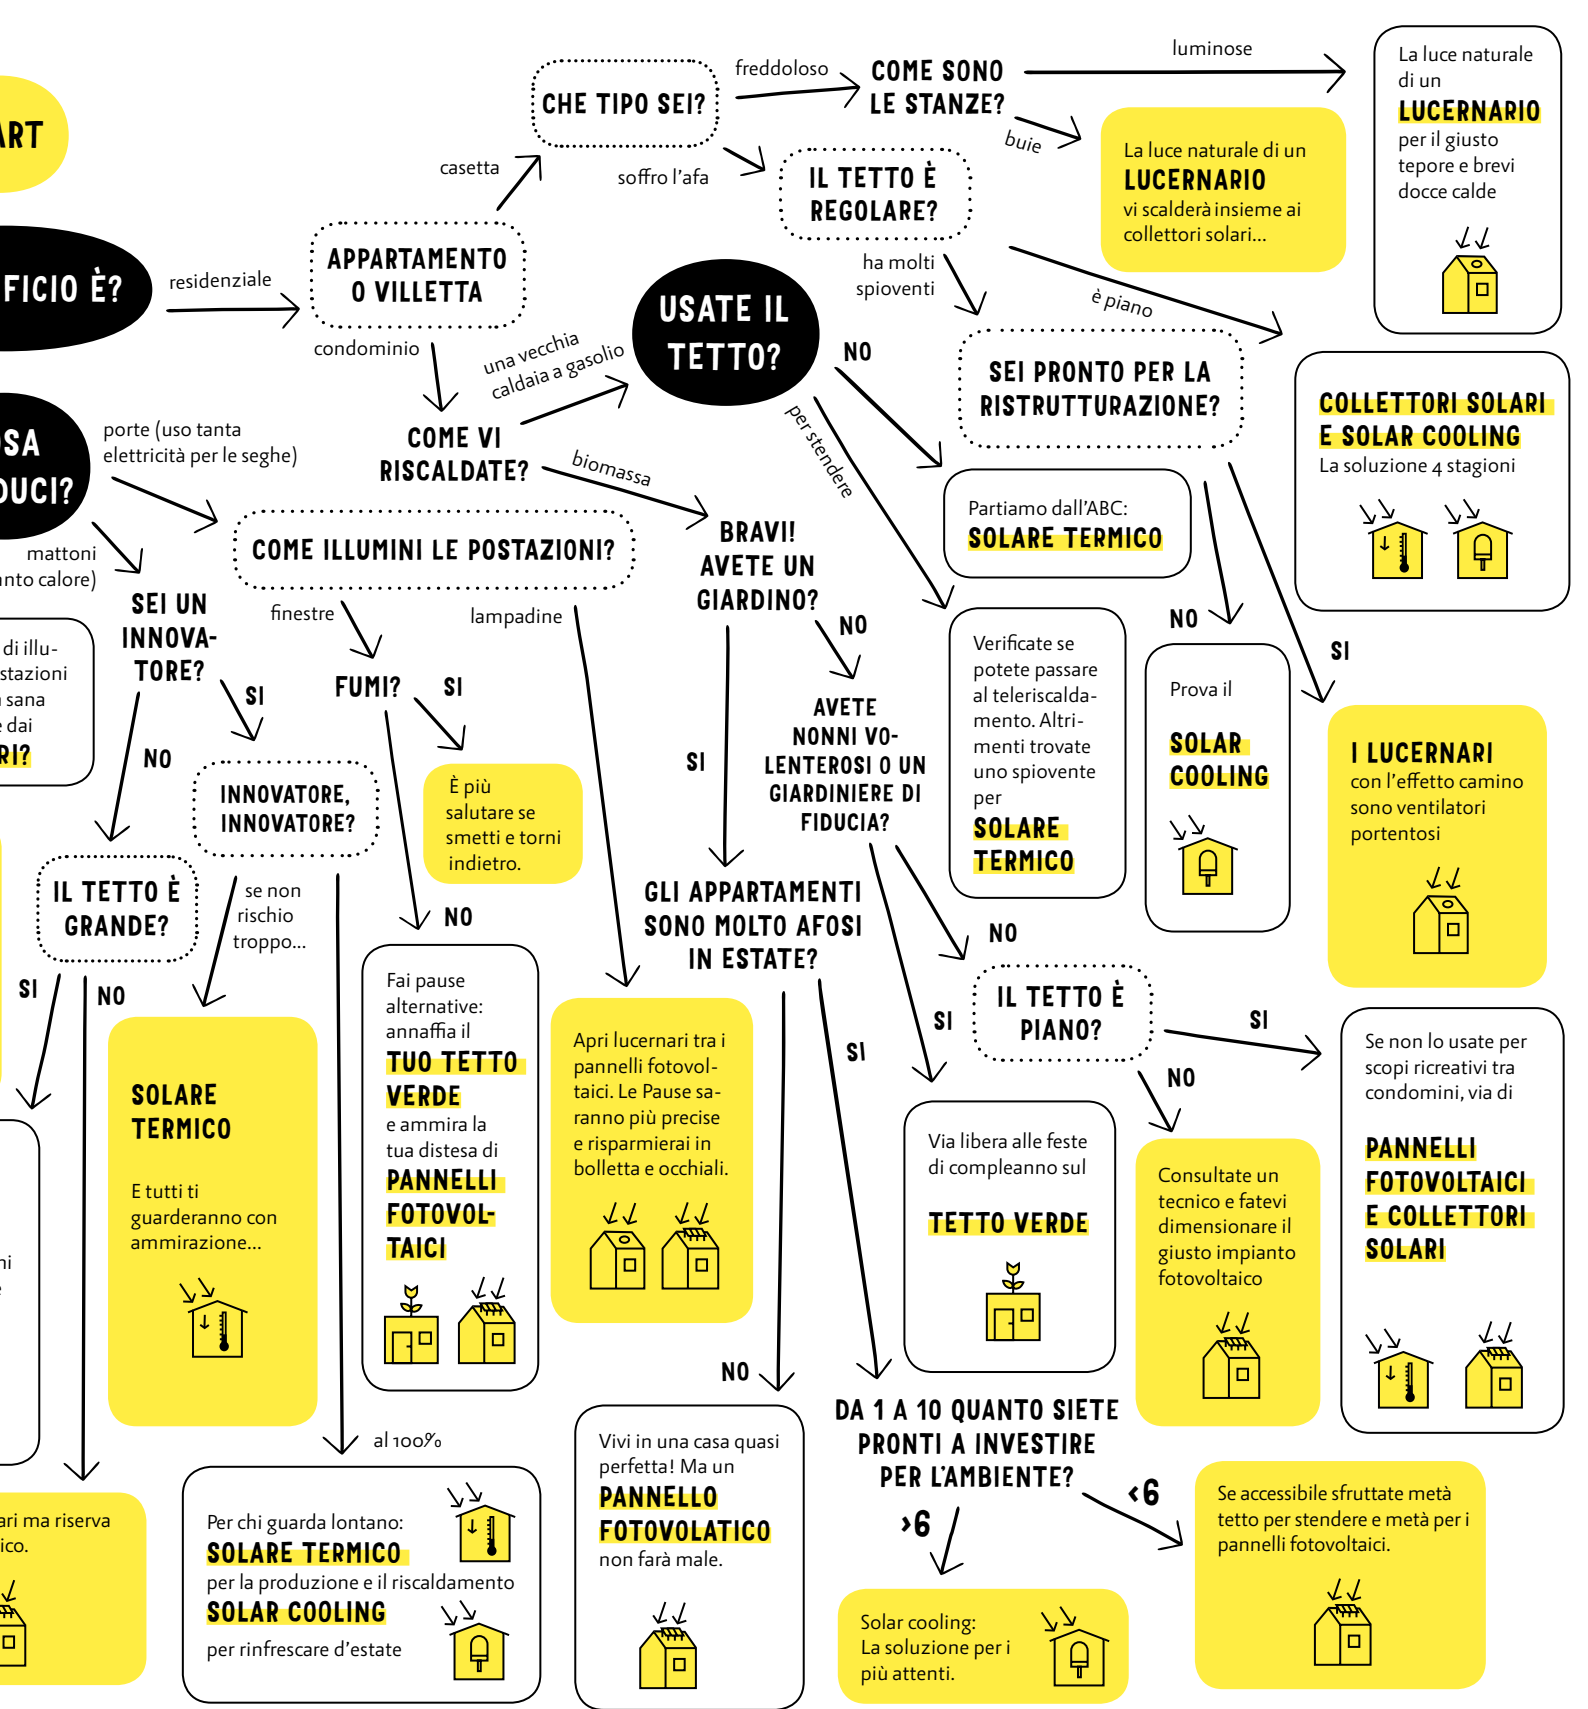 ART
FICIO È?
residenziale
APPARTAMENTO
O VILLETTA
casetta
CHE TIPO SEI?
freddoloso
COME SONO
LE STANZE?
luminose
La luce naturale
di un
LUCERNARIO
per il giusto
tepore e brevi
docce calde
buie
La luce naturale di un
LUCERNARIO
vi scalderà insieme ai
collettori solari...
soffro l'afa
IL TETTO È
REGOLARE?
ha molti
spioventi
è piano
COLLETTORI SOLARI
E SOLAR COOLING
La soluzione 4 stagioni
SEI PRONTO PER LA
RISTRUTTURAZIONE?
NO
Prova il
SOLAR
COOLING
SI
I LUCERNARI
con l'effetto camino
sono ventilatori
portentosi
condominio
COME VI
RISCALDATE?
una vecchia
caldaia a gasolio
USATE IL
TETTO?
NO
Partiamo dall'ABC:
SOLARE TERMICO
per stendere
Verificate se
potete passare
al teleriscalda-
mento. Altri-
menti trovate
uno spiovente
per
SOLARE
TERMICO
biomassa
BRAVI!
AVETE UN
GIARDINO?
NO
AVETE
NONNI VO-
LENTEROSI O UN
GIARDINIERE DI
FIDUCIA?
SI
GLI APPARTAMENTI
SONO MOLTO AFOSI
IN ESTATE?
NO
IL TETTO È
PIANO?
SI
Via libera alle feste
di compleanno sul
TETTO VERDE
SI
Se non lo usate per
scopi ricreativi tra
condomini, via di
PANNELLI
FOTOVOLTAICI
E COLLETTORI
SOLARI
NO
Consultate un
tecnico e fatevi
dimensionare il
giusto impianto
fotovoltaico
NO
Vivi in una casa quasi
perfetta! Ma un
PANNELLO
FOTOVOLATICO
non farà male.
SI
DA 1 A 10 QUANTO SIETE
PRONTI A INVESTIRE
PER L'AMBIENTE?
>6
Solar cooling:
La soluzione per i
più attenti.
<6
Se accessibile sfruttate metà
tetto per stendere e metà per i
pannelli fotovoltaici.
OSA
DUCI?
porte (uso tanta
elettricità per le seghe)
COME ILLUMINI LE POSTAZIONI?
finestre
FUMI?
SI
È più
salutare se
smetti e torni
indietro.
NO
Fai pause
alternative:
annaffia il
TUO TETTO
VERDE
e ammira la
tua distesa di
PANNELLI
FOTOVOL-
TAICI
lampadine
Apri lucernari tra i
pannelli fotovol-
taici. Le Pause sa-
ranno più precise
e risparmierai in
bolletta e occhiali.
mattoni
nto calore)
SEI UN
INNOVA-
TORE?
SI
INNOVATORE,
INNOVATORE?
se non
rischio
troppo...
SOLARE
TERMICO
E tutti ti
guarderanno con
ammirazione...
al 100%
Per chi guarda lontano:
SOLARE TERMICO
per la produzione e il riscaldamento
SOLAR COOLING
per rinfrescare d'estate
NO
IL TETTO È
GRANDE?
SI
NO
di illu-
stazioni
sana
e dai
RI?
ni
e
ari ma riserva
ico.